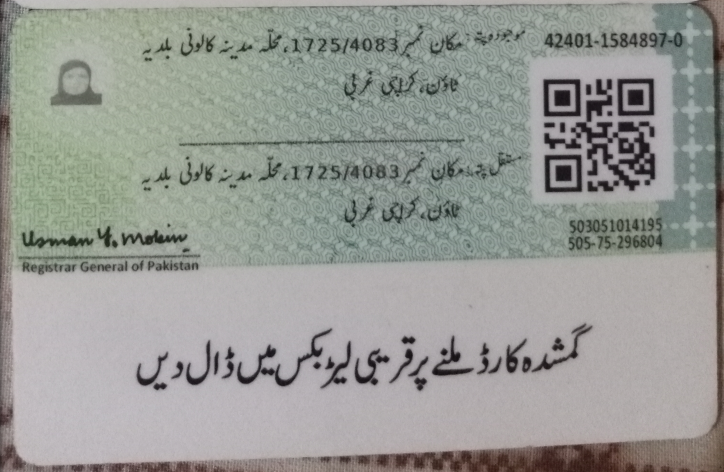 42401-1584897-0
موجودہ پتہ: مکان نمبر 1725/4083، محلّہ مدینہ کالونی بلدیہ
ٹاؤن، کراچی غربی
مستقل پتہ: مکان نمبر 1725/4083، محلّہ مدینہ کالونی بلدیہ
ٹاؤن، کراچی غربی
503051014195
505-75-296804
Usman Y. Mobin
Registrar General of Pakistan
گمشدہ کارڈ ملنے پر قریبی لیٹر بکس میں ڈال دیں